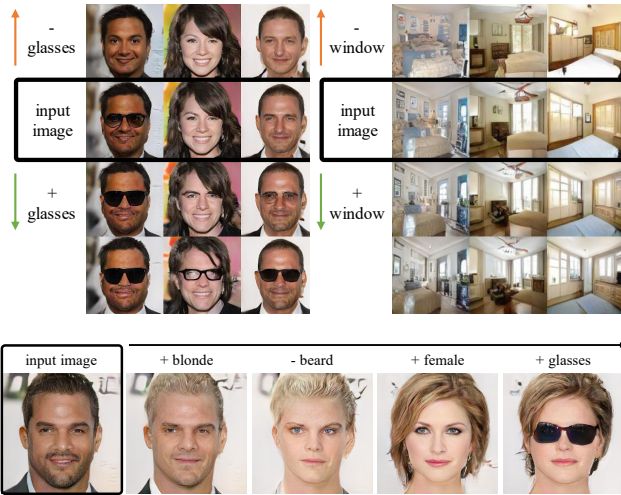 -
glasses
input
image
+
glasses
-
window
input
image
+
window
input image
+ blonde
- beard
+ female
+ glasses